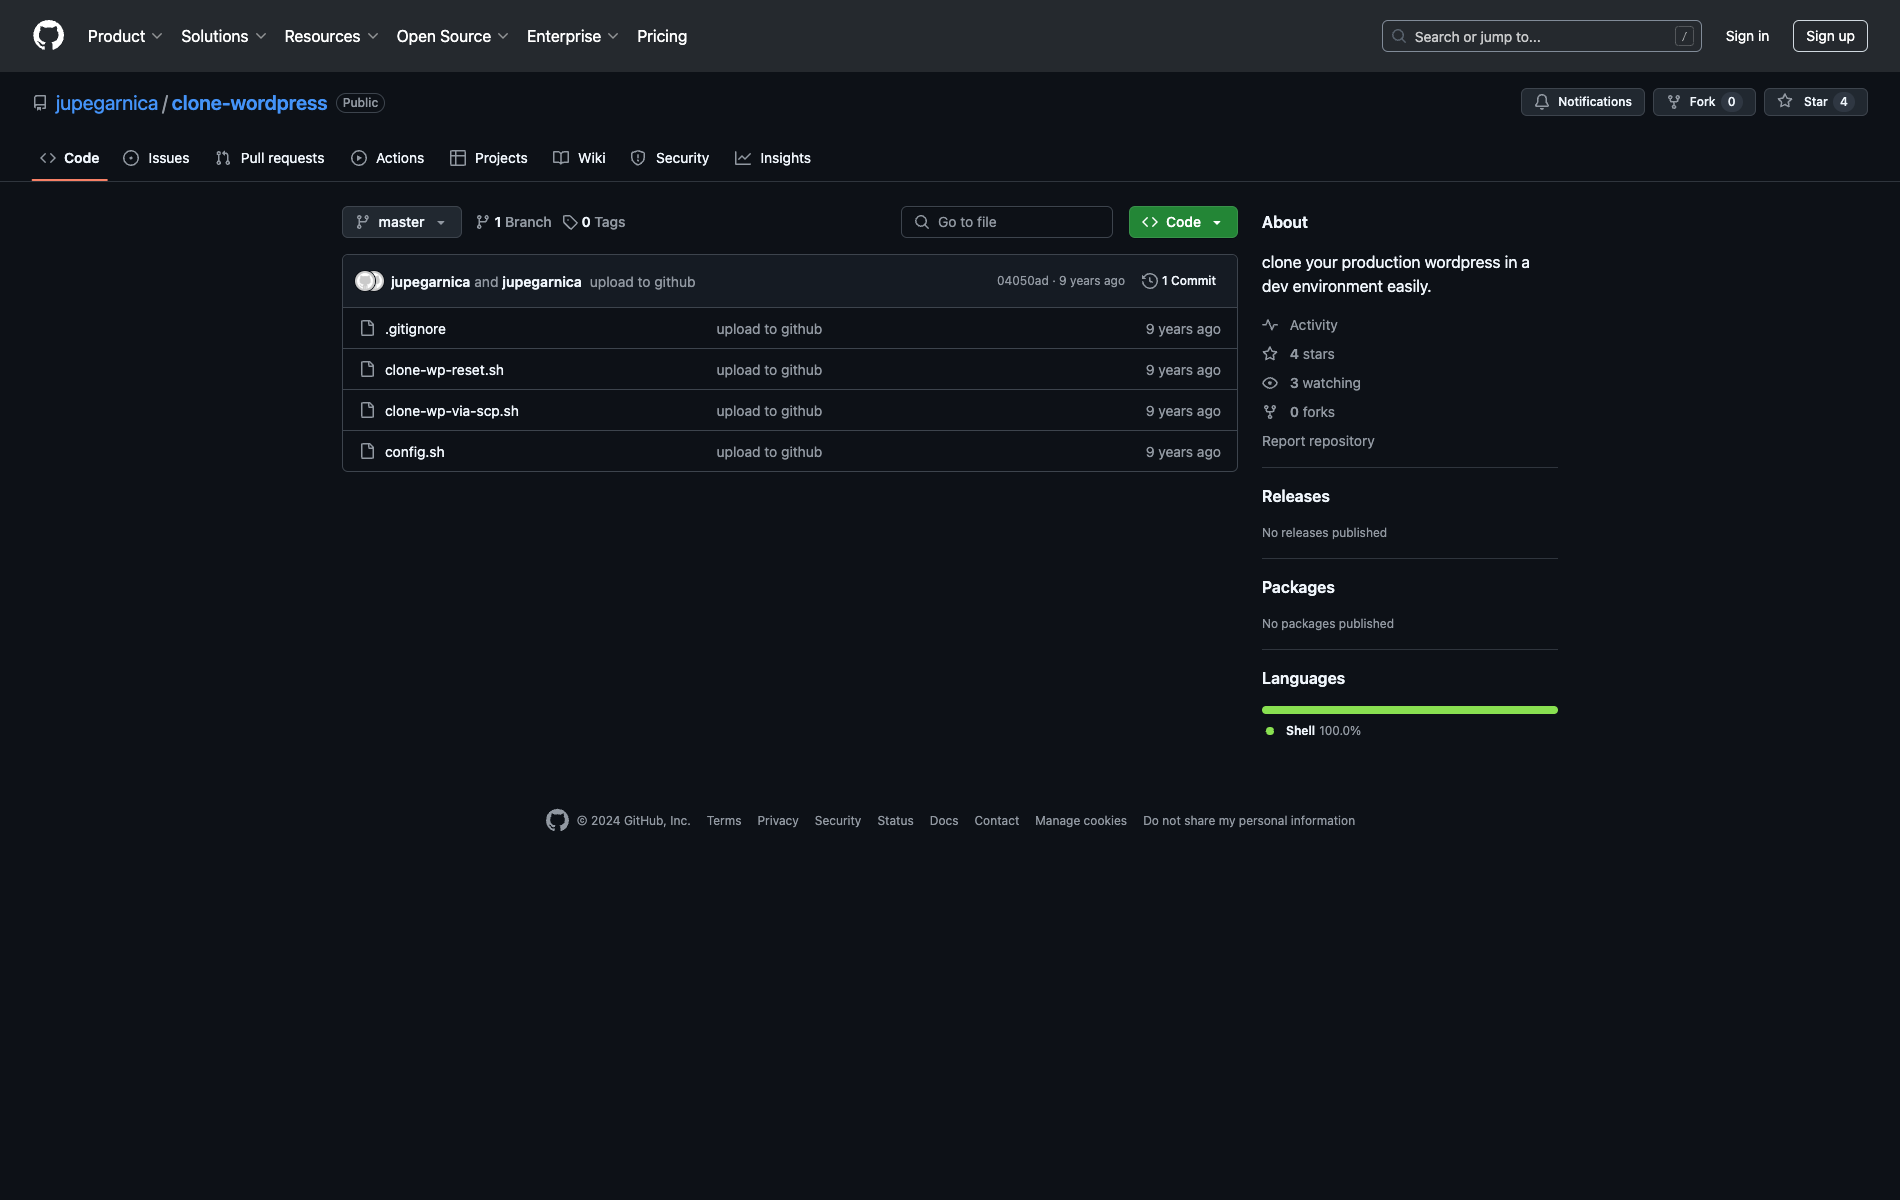 Product Solutions Resources Open Source Enterprise Pricing Search or jump to... / Sign in Sign up
jupegarnica / clone-wordpress Public Notifications Fork 0 Star 4
Code Issues Pull requests Actions Projects Wiki Security Insights
master 1 Branch 0 Tags Go to file Code
jupegarnica and jupegarnica upload to github 04050ad · 9 years ago 1 Commit
.gitignore upload to github 9 years ago
clone-wp-reset.sh upload to github 9 years ago
clone-wp-via-scp.sh upload to github 9 years ago
config.sh upload to github 9 years ago
About
clone your production wordpress in a
dev environment easily.
Activity
4 stars
3 watching
0 forks
Report repository
Releases
No releases published
Packages
No packages published
Languages
Shell 100.0%
© 2024 GitHub, Inc. Terms Privacy Security Status Docs Contact Manage cookies Do not share my personal information